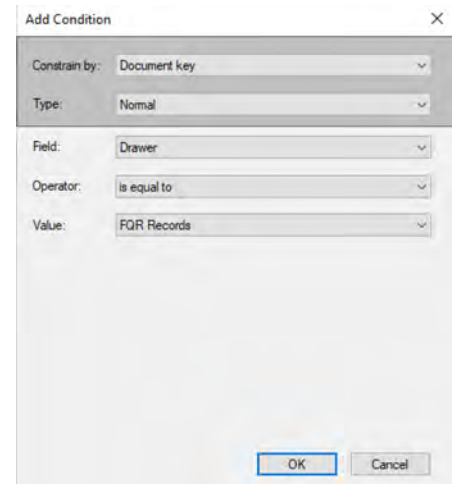 Add Condition
Constrain by: Document key
Type: Normal
Field: Drawer
Operator: is equal to
Value: FQR Records
OK Cancel